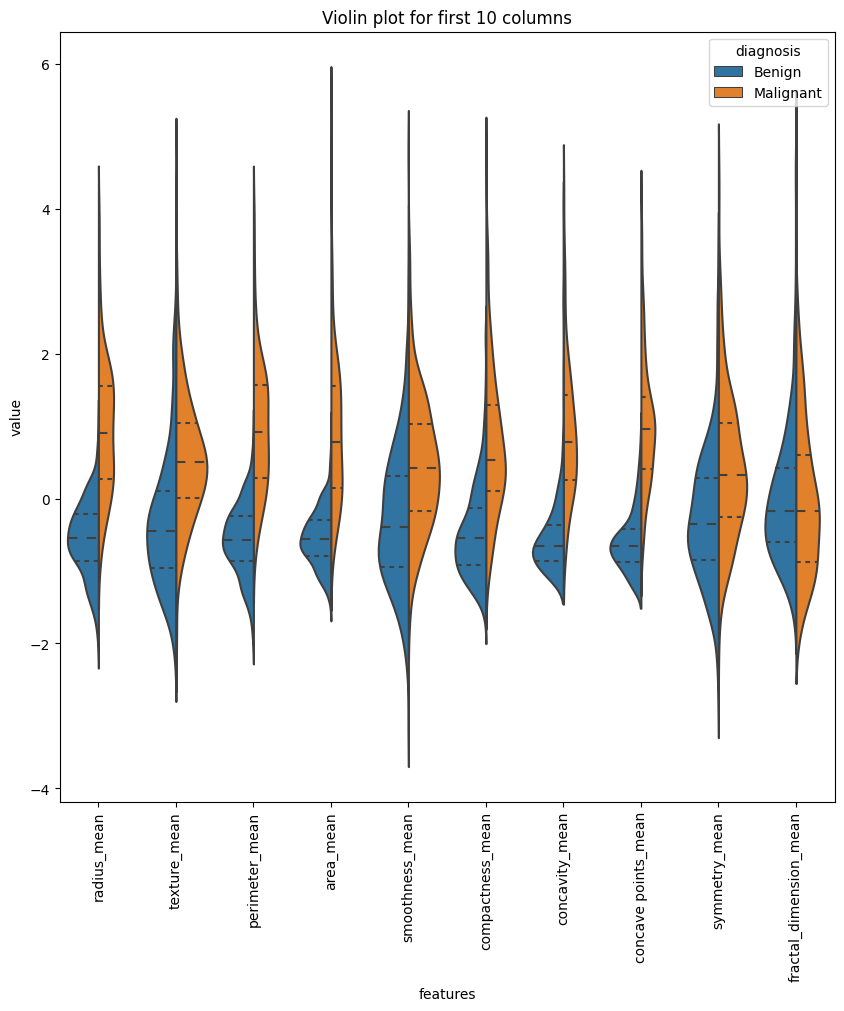 Violin plot for first 10 columns
diagnosis
Benign
Malignant
6
4
2
0
−2
−4
value
radius_mean
texture_mean
perimeter_mean
area_mean
smoothness_mean
compactness_mean
concavity_mean
concave points_mean
symmetry_mean
fractal_dimension_mean
features